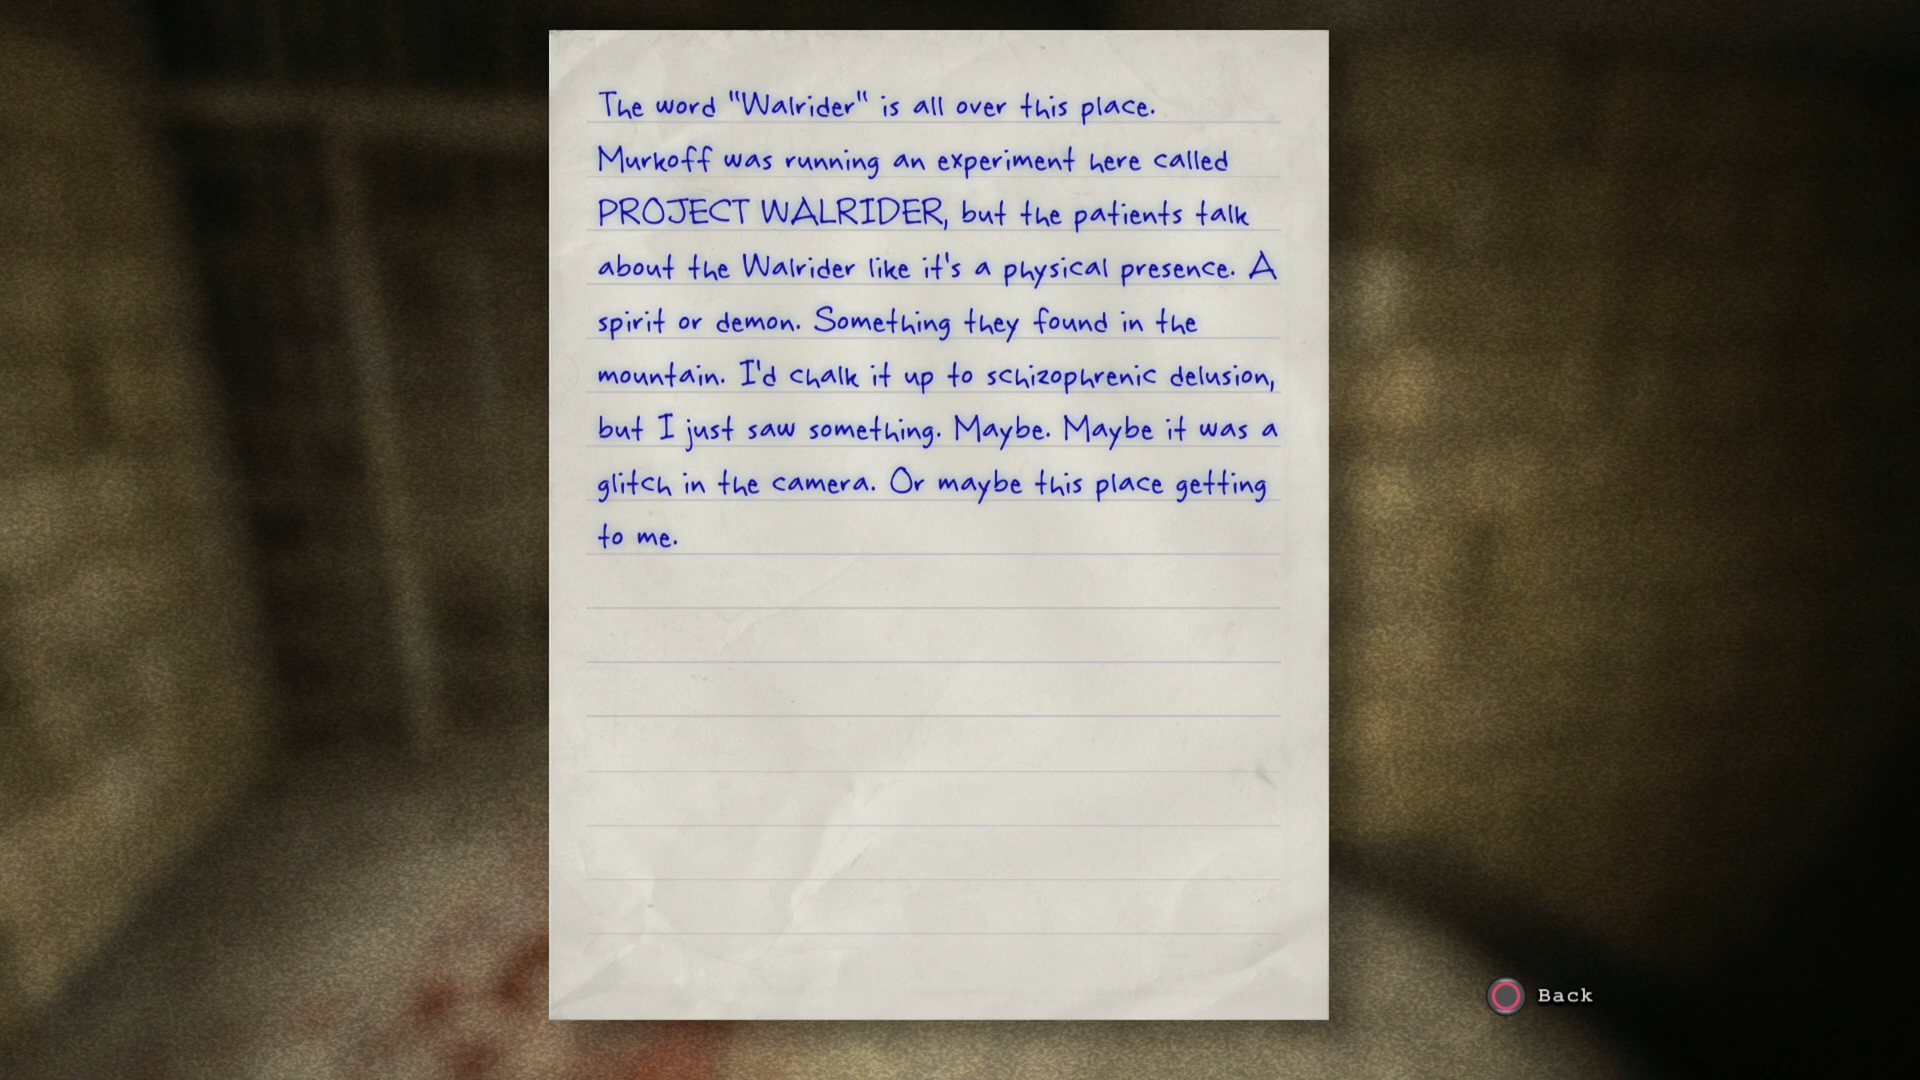 The word "Walrider" is all over this place.
Murkoff was running an experiment here called
PROJECT WALRIDER, but the patients talk
about the Walrider like it's a physical presence. A
spirit or demon. Something they found in the
mountain. I'd chalk it up to schizophrenic delusion,
but I just saw something. Maybe. Maybe it was a
glitch in the camera. Or maybe this place getting
to me.
Back